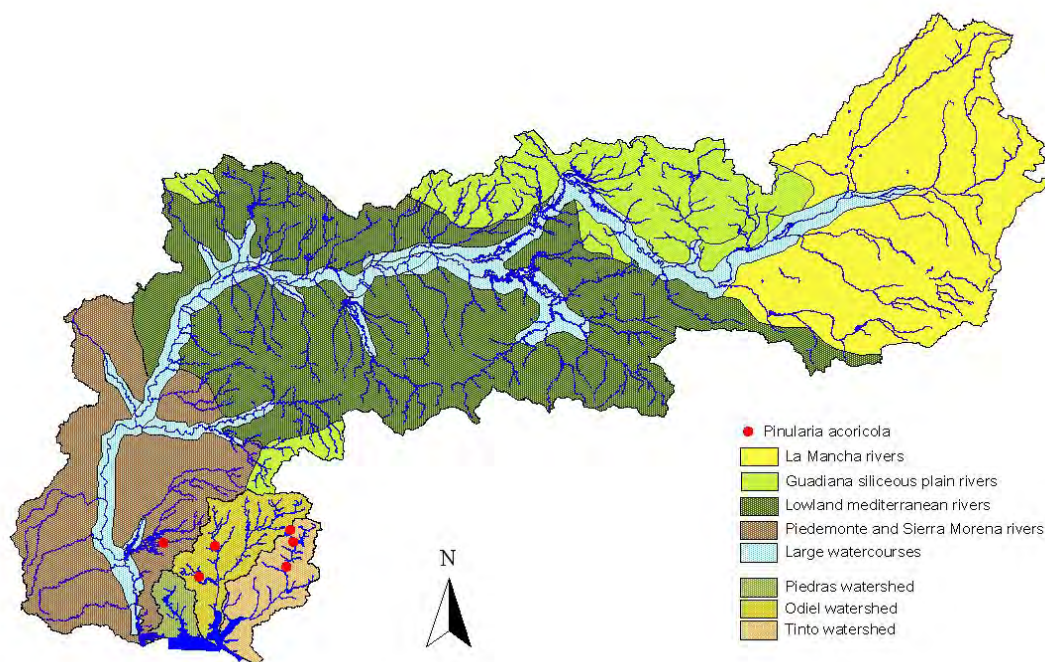 Pinularia acoricola
La Mancha rivers
Guadiana siliceous plain rivers
Lowland mediterranean rivers
Piedemonte and Sierra Morena rivers
Large watercourses
N
Piedras watershed
Odiel watershed
Tinto watershed